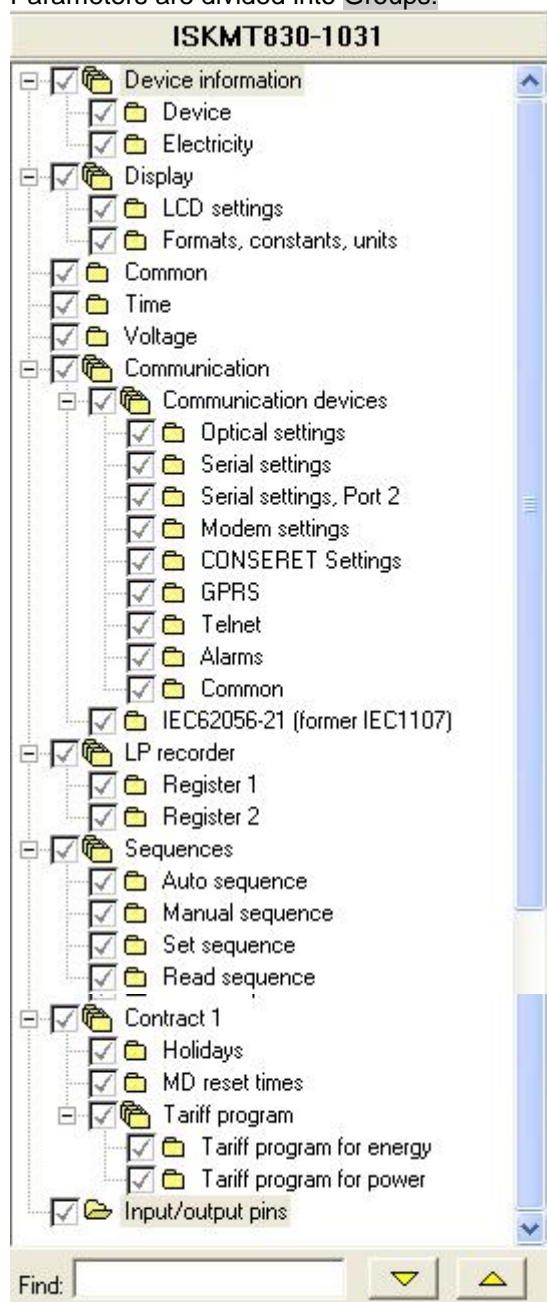 Parameters are divided into Groups.
ISKMT830-1031
Device information
Device
Electricity
Display
LCD settings
Formats, constants, units
Common
Time
Voltage
Communication
Communication devices
Optical settings
Serial settings
Serial settings, Port 2
Modem settings
CONSERET Settings
GPRS
Telnet
Alarms
Common
IEC62056-21 (former IEC1107)
LP recorder
Register 1
Register 2
Sequences
Auto sequence
Manual sequence
Set sequence
Read sequence
Contract 1
Holidays
MD reset times
Tariff program
Tariff program for energy
Tariff program for power
Input/output pins
Find: